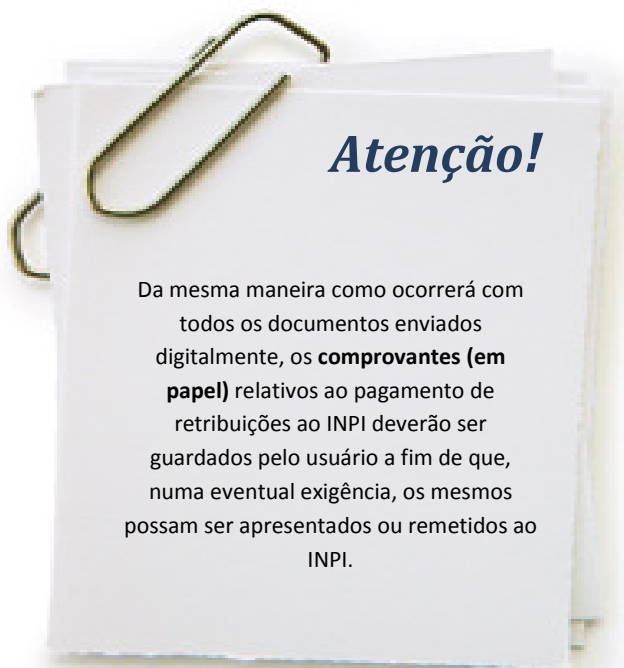 Atenção!
Da mesma maneira como ocorrerá com
todos os documentos enviados
digitalmente, os comprovantes (em
papel) relativos ao pagamento de
retribuições ao INPI deverão ser
guardados pelo usuário a fim de que,
numa eventual exigência, os mesmos
possam ser apresentados ou remetidos ao
INPI.